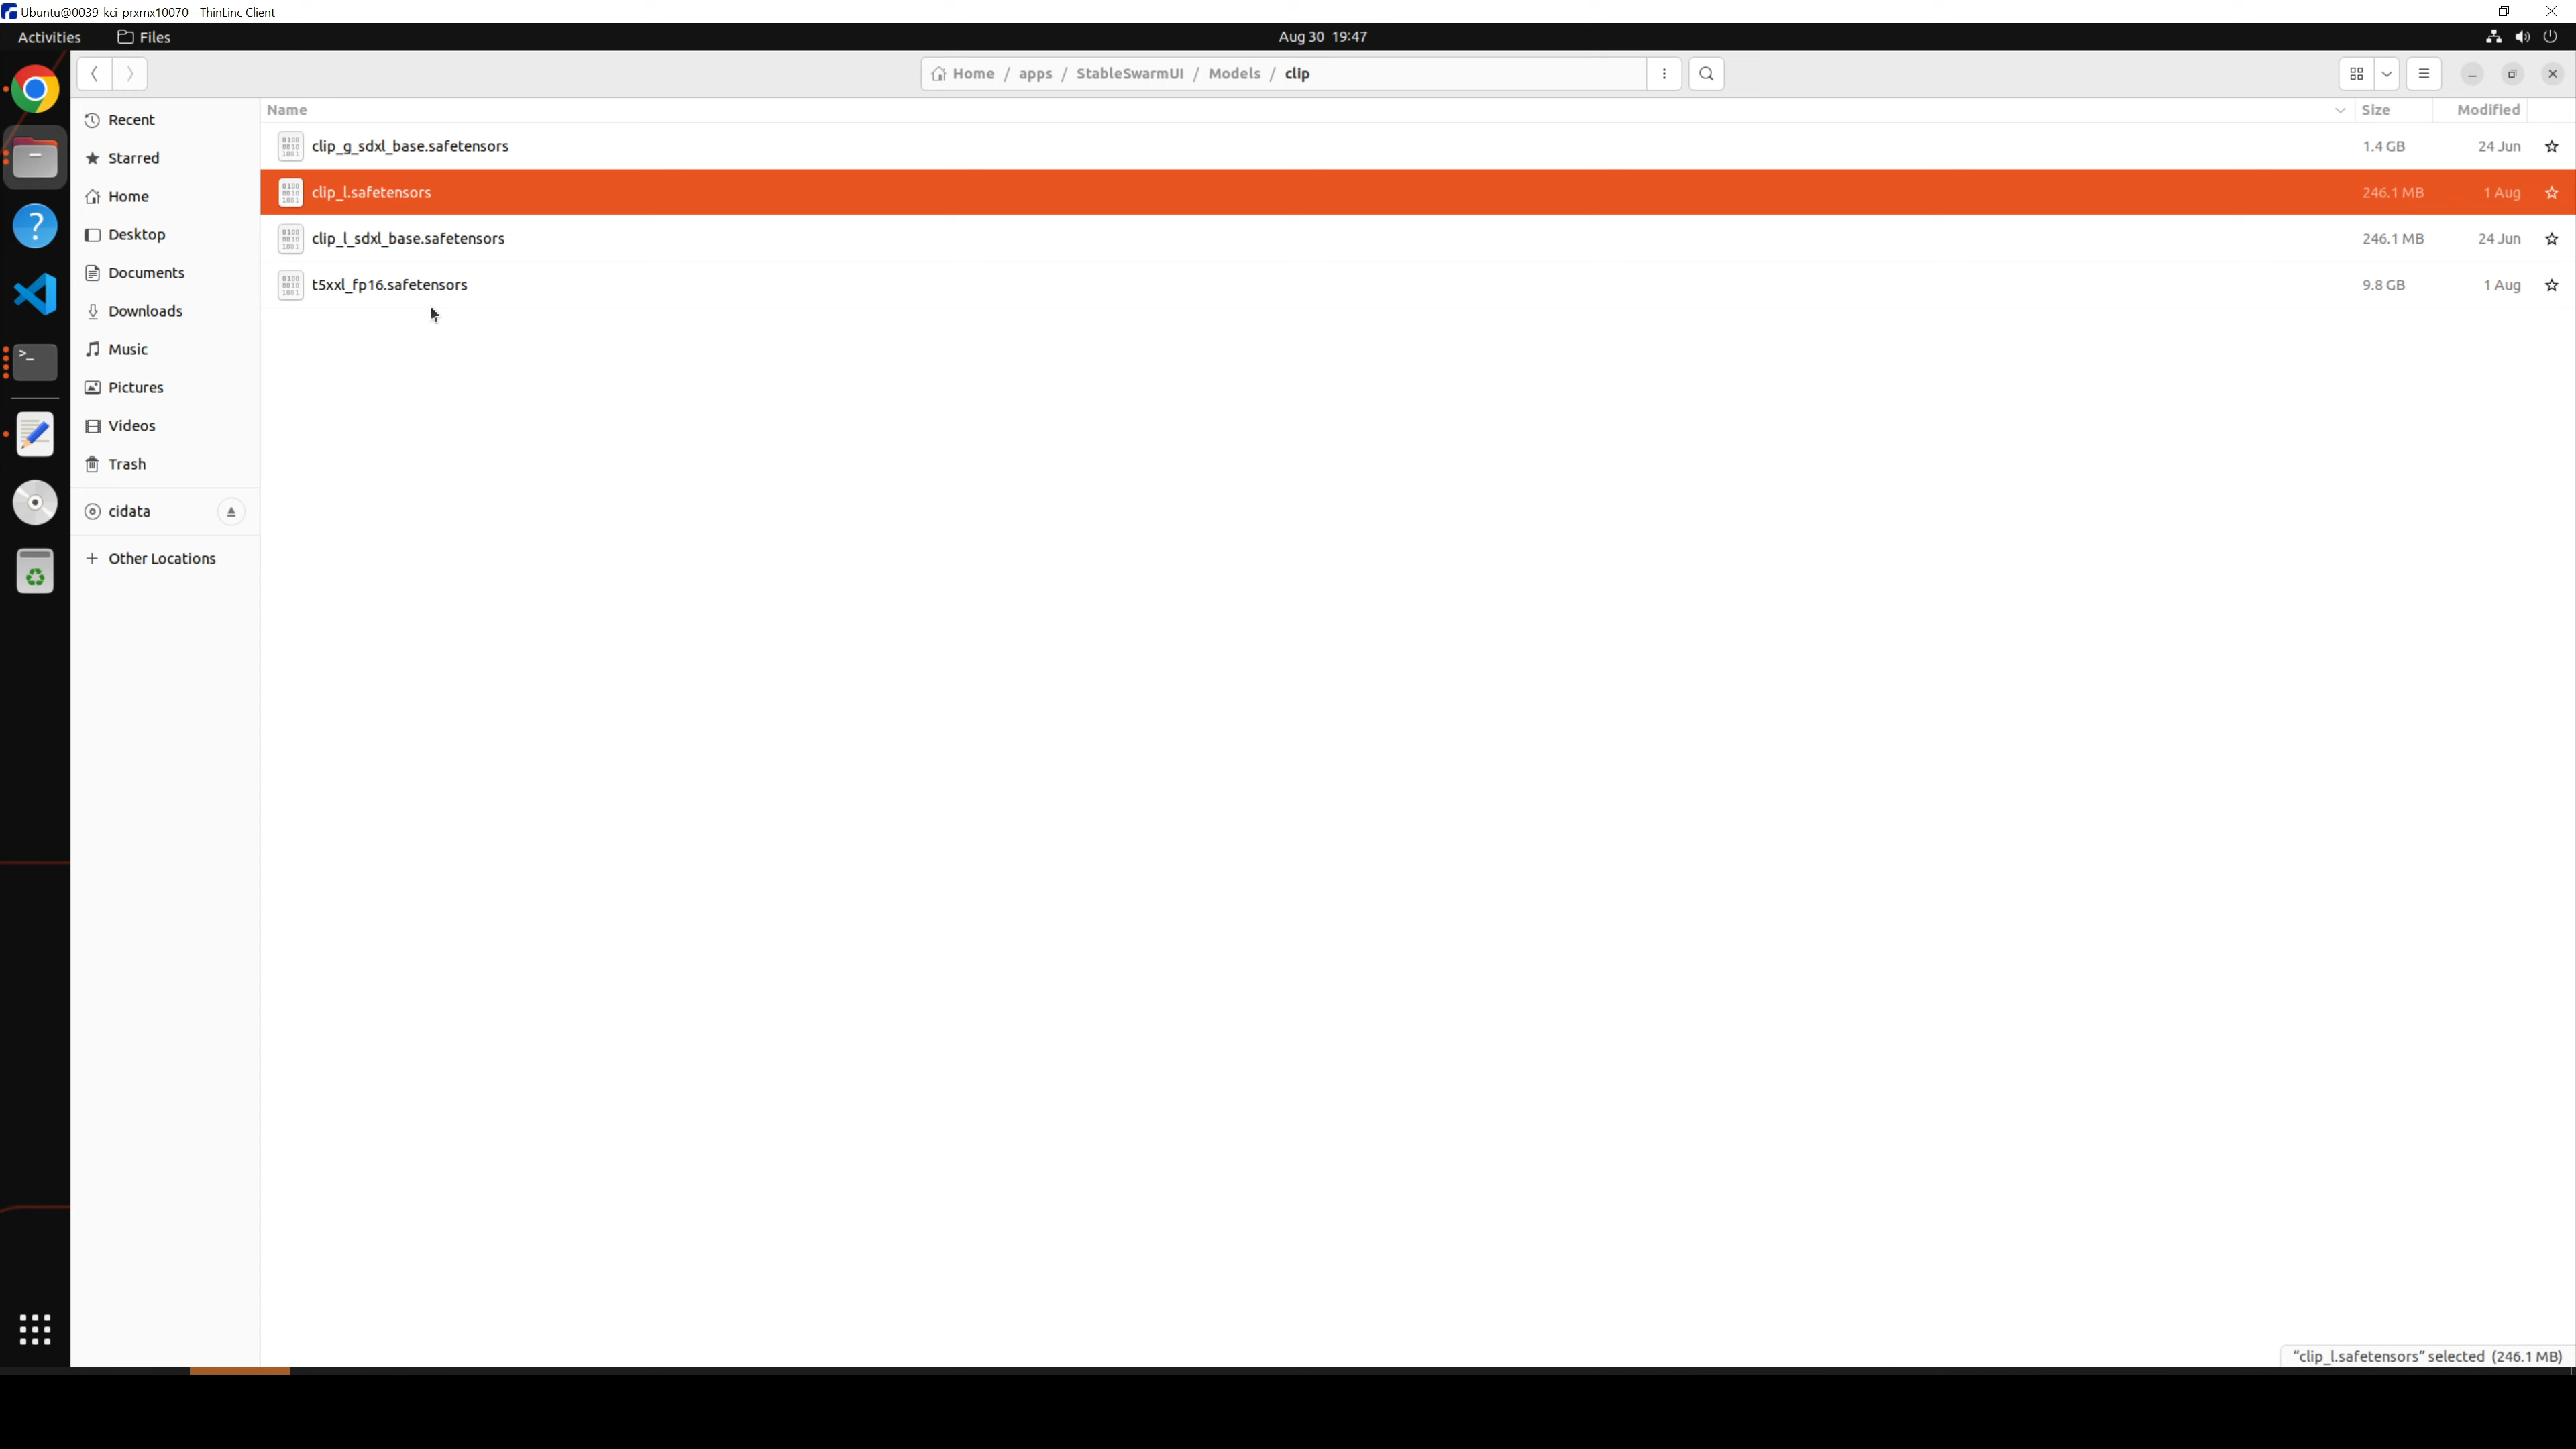 Ubuntu@0039-kci-prxmx10070 - ThinLinc Client
Activities Files Aug 30 19:47
Home / apps / StableSwarmUI / Models / clip
Name Size Modified
Recent
clip_g_sdxl_base.safetensors 1.4 GB 24 Jun
Starred
clip_l.safetensors 246.1 MB 1 Aug
Home
clip_l_sdxl_base.safetensors 246.1 MB 24 Jun
Desktop
Documents
t5xxl_fp16.safetensors 9.8 GB 1 Aug
Downloads
Music
Pictures
Videos
Trash
cidata
Other Locations
"clip_l.safetensors" selected (246.1 MB)